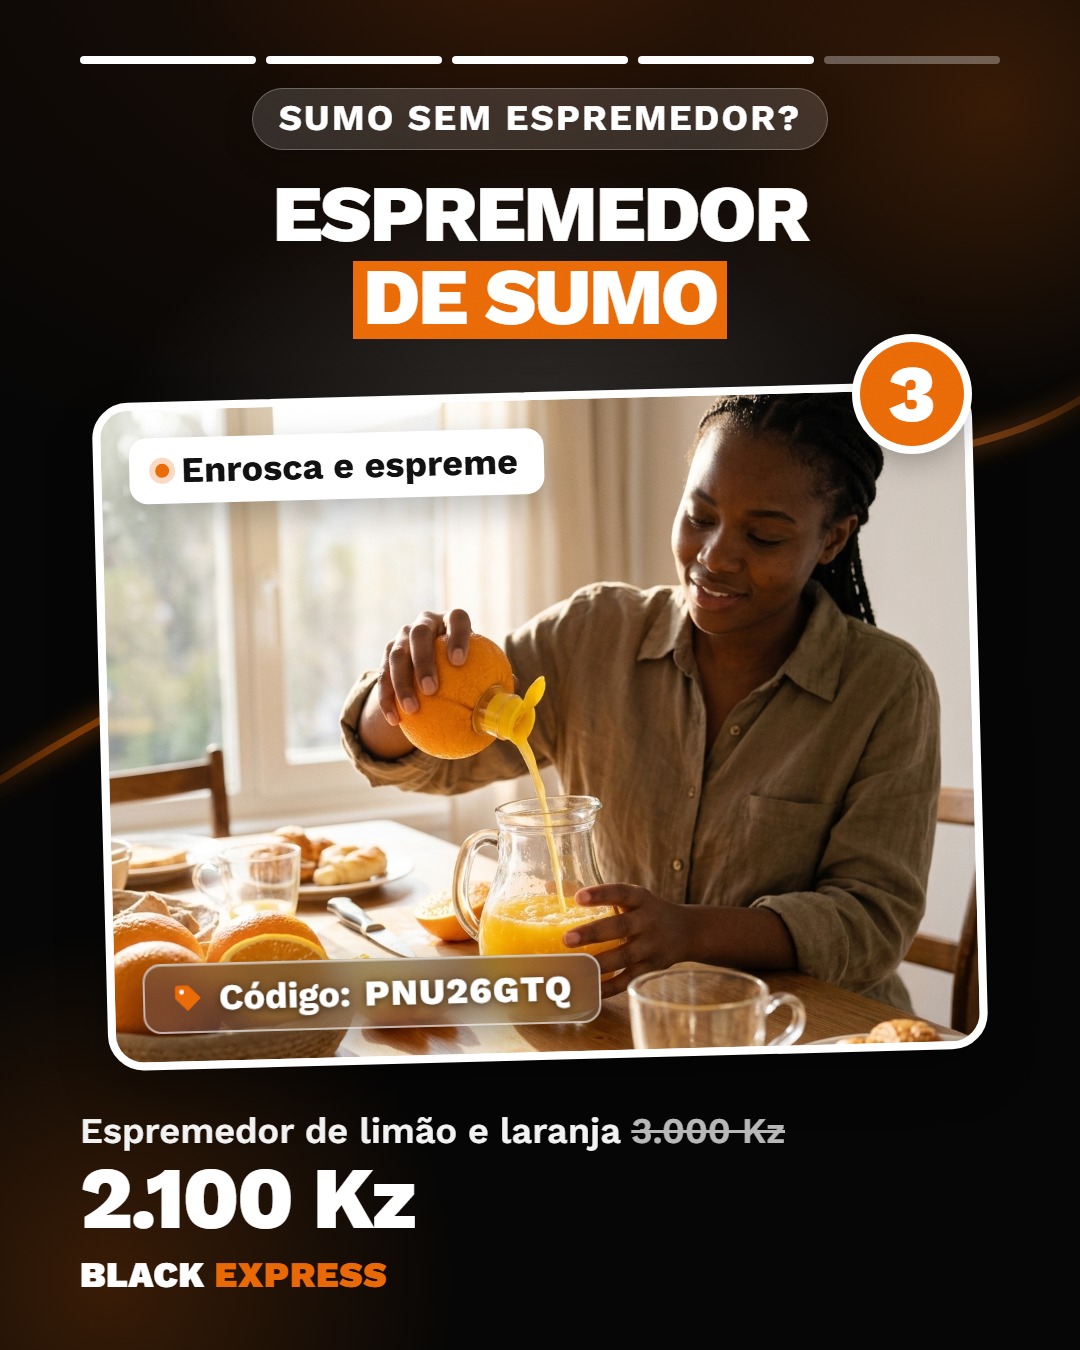 SUMO SEM ESPREMEDOR?
ESPREMEDOR
DE SUMO
3
Enrosca e espreme
Código: PNU26GTQ
Espremedor de limão e laranja 3.000 Kz
2.100 Kz
BLACK EXPRESS